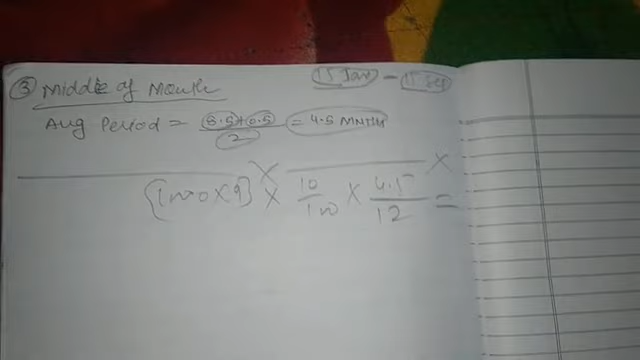 ③ Middle of Month
15 Jan - 15 Sep
Avg Period = 8.5+0.5 / 2 = 4.5 MNTH
× ×
{1000×9} × 10/100 × 4.5/12 =